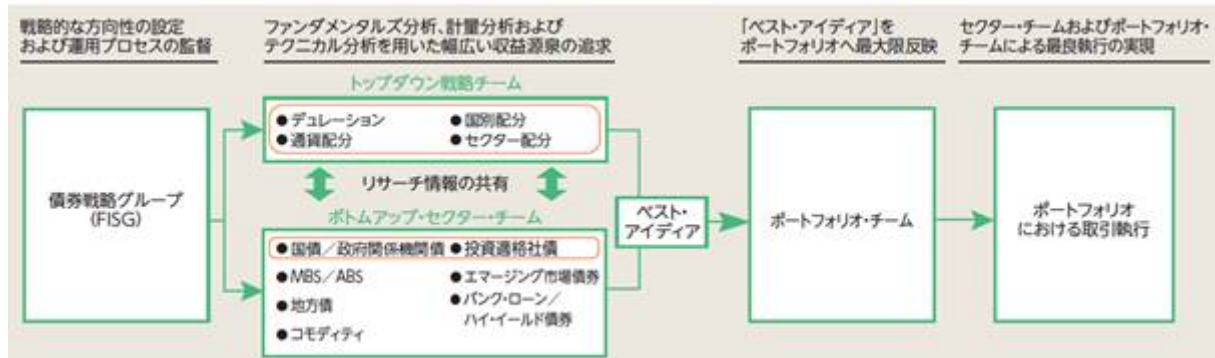 戦略的な方向性の設定
および運用プロセスの監督
ファンダメンタルズ分析、計量分析および
テクニカル分析を用いた幅広い収益源泉の追求
「ベスト・アイディア」を
ポートフォリオへ最大限反映
セクター・チームおよびポートフォリオ・
チームによる最良執行の実現
トップダウン戦略チーム
●デュレーション
●国別配分
●通貨配分
●セクター配分
リサーチ情報の共有
債券戦略グループ
(FISG)
ボトムアップ・セクター・チーム
●国債／政府関係機関債
●投資適格社債
●MBS／ABS
●エマージング市場債券
●地方債
●バンク・ローン／
ハイ・イールド債券
●コモディティ
ベスト・
アイディア
ポートフォリオ・チーム
ポートフォリオ
における取引執行